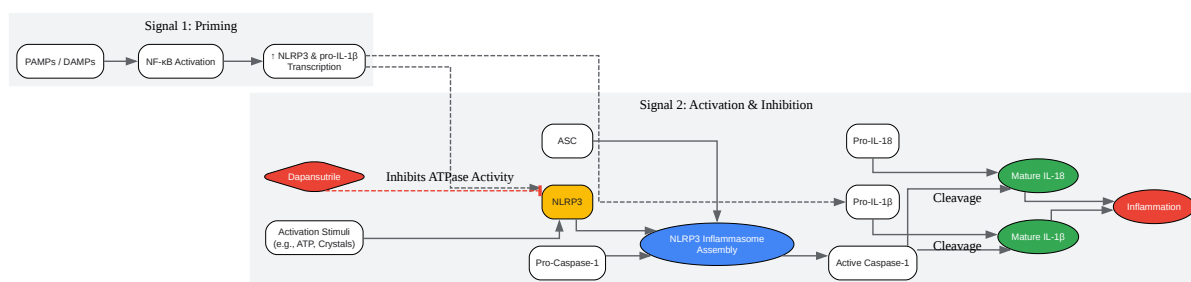 Signal 1: Priming
PAMPs / DAMPs
NF-κB Activation
↑ NLRP3 & pro-IL-1β
Transcription
Signal 2: Activation & Inhibition
ASC
Pro-IL-18
Dapansutrile
Inhibits ATPase Activity
Mature IL-18
Cleavage
NLRP3
Pro-IL-1β
Inflammation
Activation Stimuli
(e.g., ATP, Crystals)
NLRP3 Inflammasome
Assembly
Mature IL-1β
Cleavage
Pro-Caspase-1
Active Caspase-1